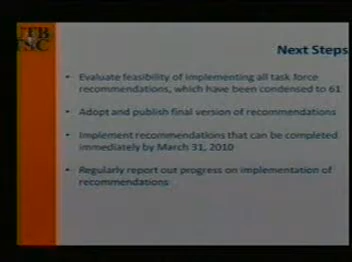 UTB
TSC
Next Steps
• Evaluate feasibility of implementing all task force
recommendations, which have been condensed to 61
• Adopt and publish final version of recommendations
• Implement recommendations that can be completed
immediately by March 31, 2010
• Regularly report out progress on implementation of
recommendations